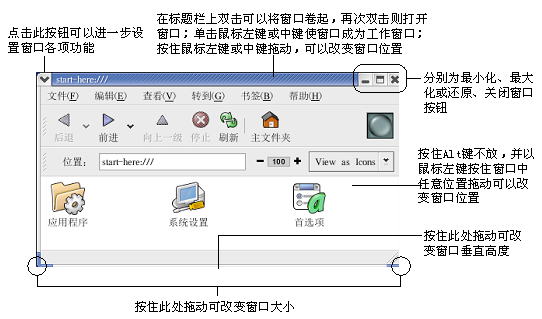 在标题栏上双击可以将窗口卷起，再次双击则打开
窗口；单击鼠标左键或中键使窗口成为工作窗口；
按住鼠标左键或中键拖动，可以改变窗口位置
点击此按钮可以进一步设
置窗口各项功能
start-here:///
分别为最小化、最大
化或还原、关闭窗口
按钮
文件(F) 编辑(E) 查看(V) 转到(G) 书签(B) 帮助(H)
后退 前进 向上一级 停止 刷新 主文件夹
位置： start-here:/// 100 View as Icons
按住Alt键不放，并以
鼠标左键按住窗口中
任意位置拖动可以改
变窗口位置
应用程序 系统设置 首选项
按住此处拖动可改
变窗口垂直高度
按住此处拖动可改变窗口大小